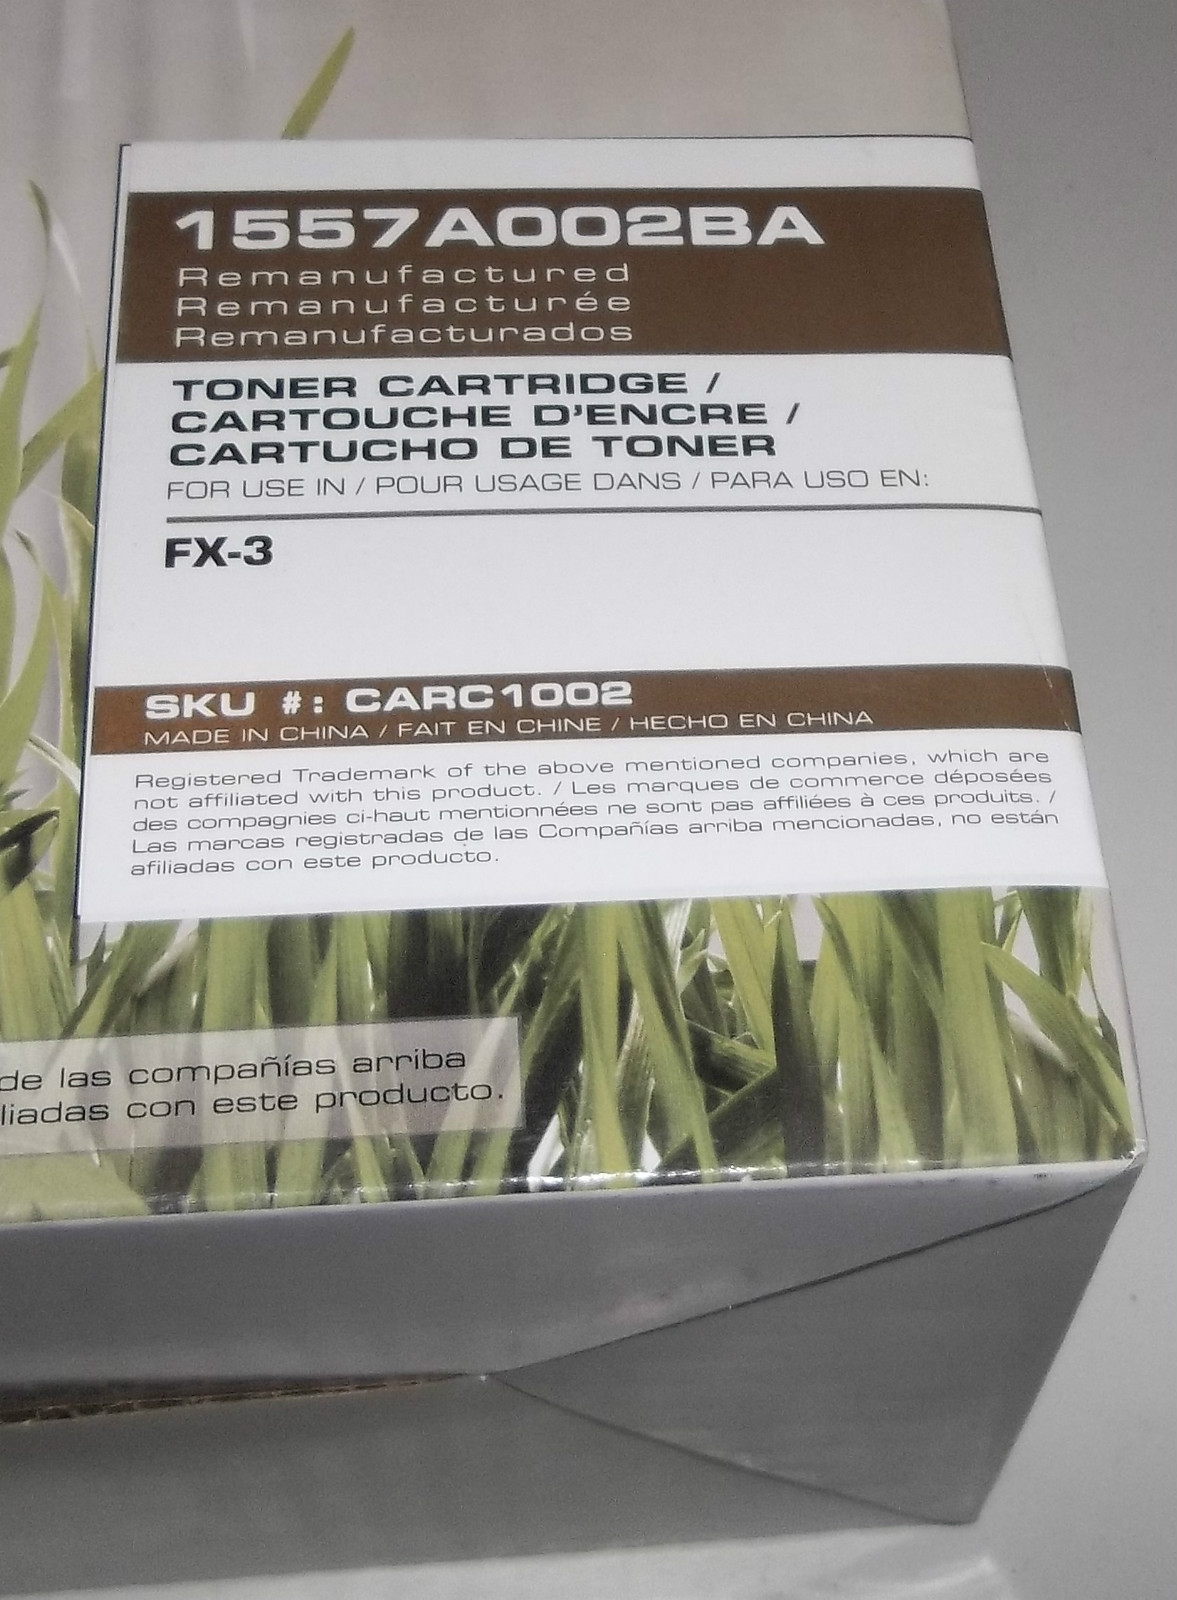 1557A002BA
Remanufactured
Remanufacturée
Remanufacturados
TONER CARTRIDGE /
CARTOUCHE D'ENCRE /
CARTUCHO DE TONER
FOR USE IN / POUR USAGE DANS / PARA USO EN:
FX-3
SKU #: CARC1002
MADE IN CHINA / FAIT EN CHINE / HECHO EN CHINA
Registered Trademark of the above mentioned companies, which are
not affiliated with this product. / Les marques de commerce déposées
des compagnies ci-haut mentionnées ne sont pas affiliées à ces produits. /
Las marcas registradas de las Compañías arriba mencionadas, no están
afiliadas con este producto.
de las compañías arriba
liadas con este producto.